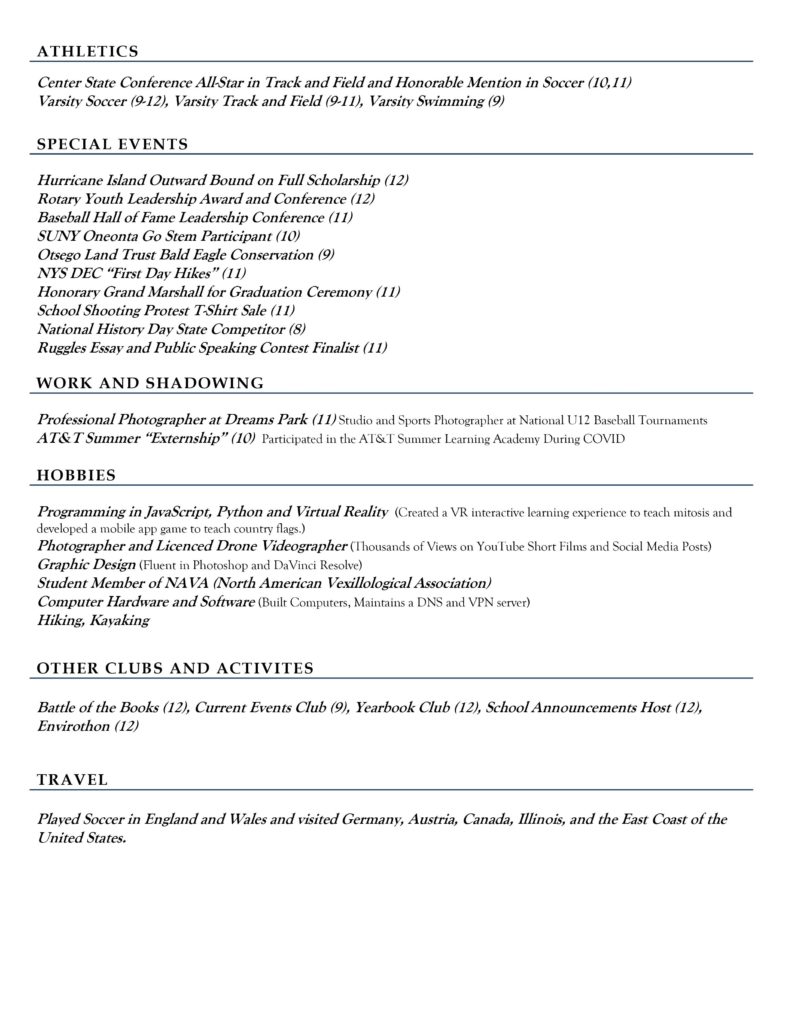 ATHLETICS
Center State Conference All-Star in Track and Field and Honorable Mention in Soccer (10,11)
Varsity Soccer (9-12), Varsity Track and Field (9-11), Varsity Swimming (9)
SPECIAL EVENTS
Hurricane Island Outward Bound on Full Scholarship (12)
Rotary Youth Leadership Award and Conference (12)
Baseball Hall of Fame Leadership Conference (11)
SUNY Oneonta Go Stem Participant (10)
Otsego Land Trust Bald Eagle Conservation (9)
NYS DEC “First Day Hikes” (11)
Honorary Grand Marshall for Graduation Ceremony (11)
School Shooting Protest T-Shirt Sale (11)
National History Day State Competitor (8)
Ruggles Essay and Public Speaking Contest Finalist (11)
WORK AND SHADOWING
Professional Photographer at Dreams Park (11) Studio and Sports Photographer at National U12 Baseball Tournaments
AT&T Summer “Externship” (10) Participated in the AT&T Summer Learning Academy During COVID
HOBBIES
Programming in JavaScript, Python and Virtual Reality (Created a VR interactive learning experience to teach mitosis and
developed a mobile app game to teach country flags.)
Photographer and Licenced Drone Videographer (Thousands of Views on YouTube Short Films and Social Media Posts)
Graphic Design (Fluent in Photoshop and DaVinci Resolve)
Student Member of NAVA (North American Vexillological Association)
Computer Hardware and Software (Built Computers, Maintains a DNS and VPN server)
Hiking, Kayaking
OTHER CLUBS AND ACTIVITES
Battle of the Books (12), Current Events Club (9), Yearbook Club (12), School Announcements Host (12),
Envirothon (12)
TRAVEL
Played Soccer in England and Wales and visited Germany, Austria, Canada, Illinois, and the East Coast of the
United States.